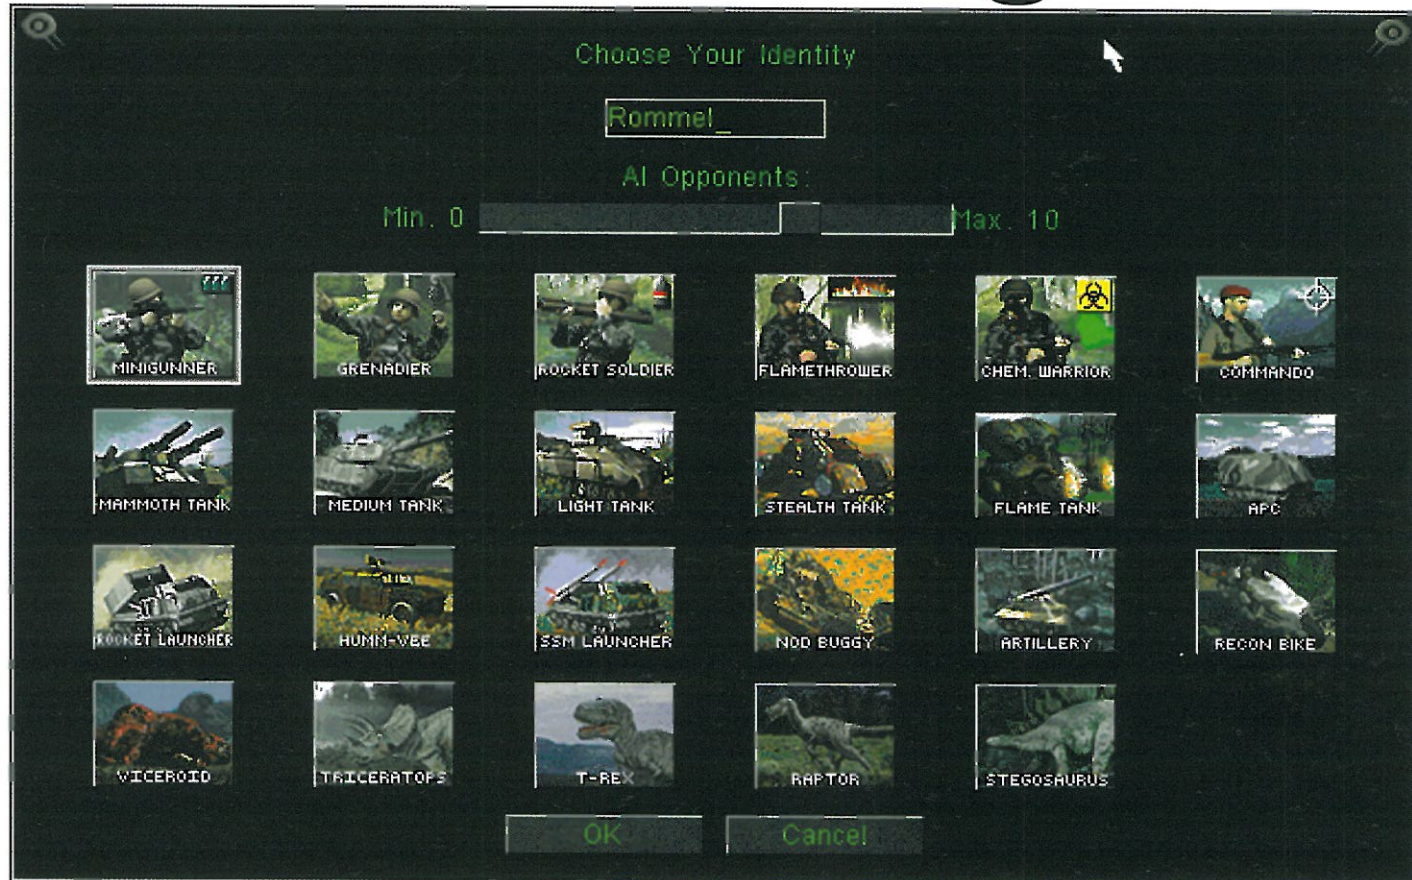 Choose Your Identity
Rommel_
AI Opponents:
Min. 0 Max. 10
MINIGUNNER GRENADIER ROCKET SOLDIER FLAMETHROWER CHEM. WARRIOR COMMANDO
MAMMOTH TANK MEDIUM TANK LIGHT TANK STEALTH TANK FLAME TANK APC
ROCKET LAUNCHER HUMM-VEE SSM LAUNCHER NOD BUGGY ARTILLERY RECON BIKE
VICEROID TRICERATOPS T-REX RAPTOR STEGOSAURUS
OK Cancel